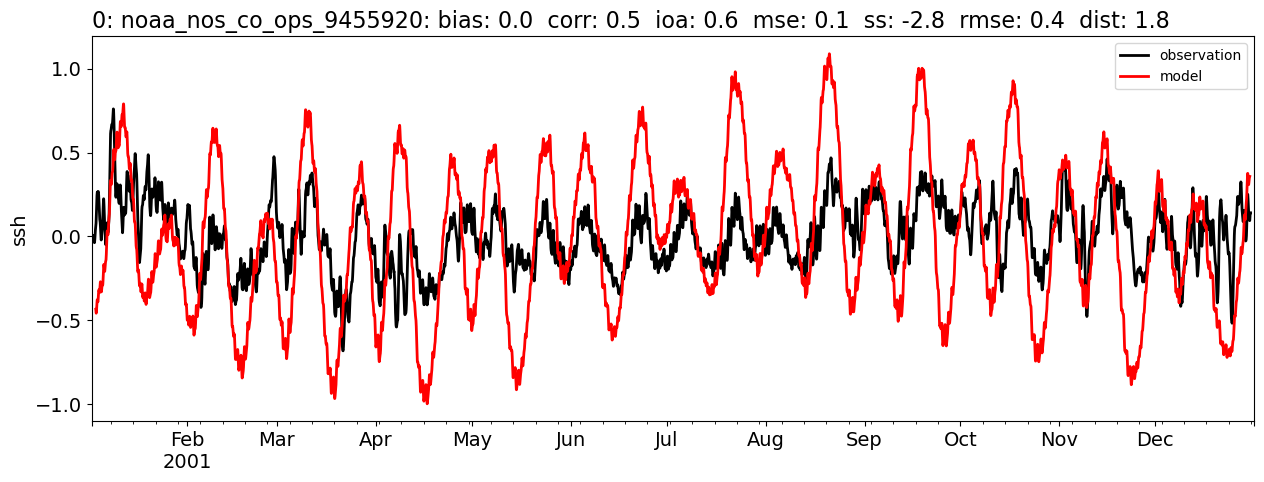 0: noaa_nos_co_ops_9455920: bias: 0.0  corr: 0.5  ioa: 0.6  mse: 0.1  ss: -2.8  rmse: 0.4  dist: 1.8
observation
model
1.0
0.5
0.0
−0.5
−1.0
ssh
Feb Mar Apr May Jun Jul Aug Sep Oct Nov Dec
2001